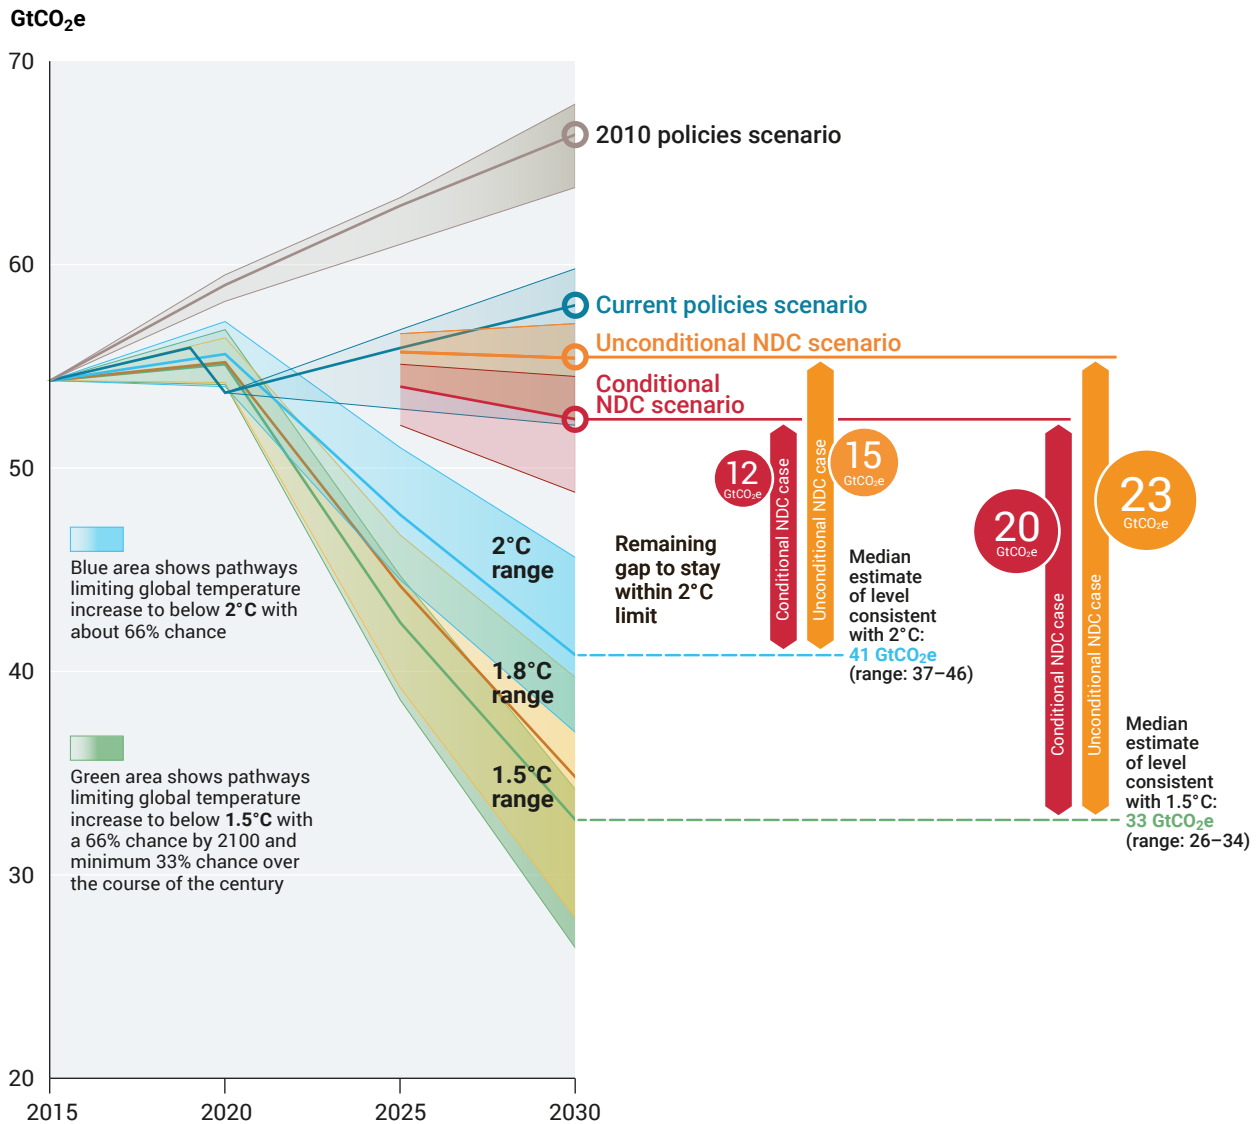 GtCO₂e
70
60
50
40
30
20
2015
2020
2025
2030
2010 policies scenario
Current policies scenario
Unconditional NDC scenario
Conditional
NDC scenario
2°C
range
1.8°C
range
1.5°C
range
Blue area shows pathways
limiting global temperature
increase to below 2°C with
about 66% chance
Green area shows pathways
limiting global temperature
increase to below 1.5°C with
a 66% chance by 2100 and
minimum 33% chance over
the course of the century
Remaining
gap to stay
within 2°C
limit
12
GtCO₂e
Conditional NDC case
Unconditional NDC case
15
GtCO₂e
Median
estimate
of level
consistent
with 2°C:
41 GtCO₂e
(range: 37–46)
20
GtCO₂e
Conditional NDC case
Unconditional NDC case
23
GtCO₂e
Median
estimate
of level
consistent
with 1.5°C:
33 GtCO₂e
(range: 26–34)